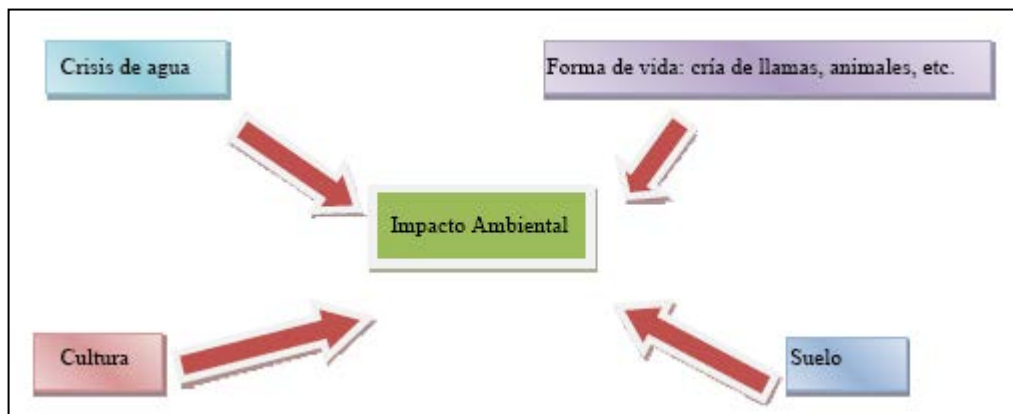 Crisis de agua
Forma de vida: cría de llamas, animales, etc.
Impacto Ambiental
Cultura
Suelo